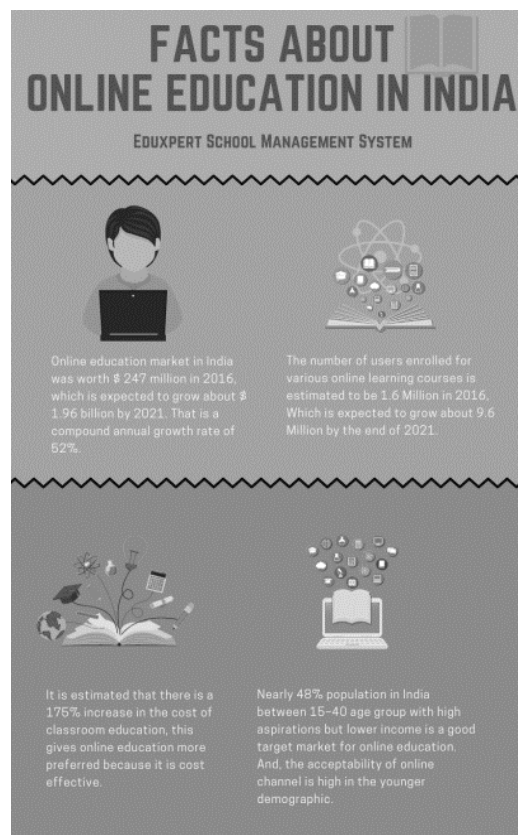 FACTS ABOUT
ONLINE EDUCATION IN INDIA
EDUXPERT SCHOOL MANAGEMENT SYSTEM
Online education market in India
was worth $ 247 million in 2016,
which is expected to grow about $
1.96 billion by 2021. That is a
compound annual growth rate of
52%.
The number of users enrolled for
various online learning courses is
estimated to be 1.6 Million in 2016,
Which is expected to grow about 9.6
Million by the end of 2021.
It is estimated that there is a
175% increase in the cost of
classroom education, this
gives online education more
preferred because it is cost
effective.
Nearly 48% population in India
between 15-40 age group with high
aspirations but lower income is a good
target market for online education.
And, the acceptability of online
channel is high in the younger
demographic.